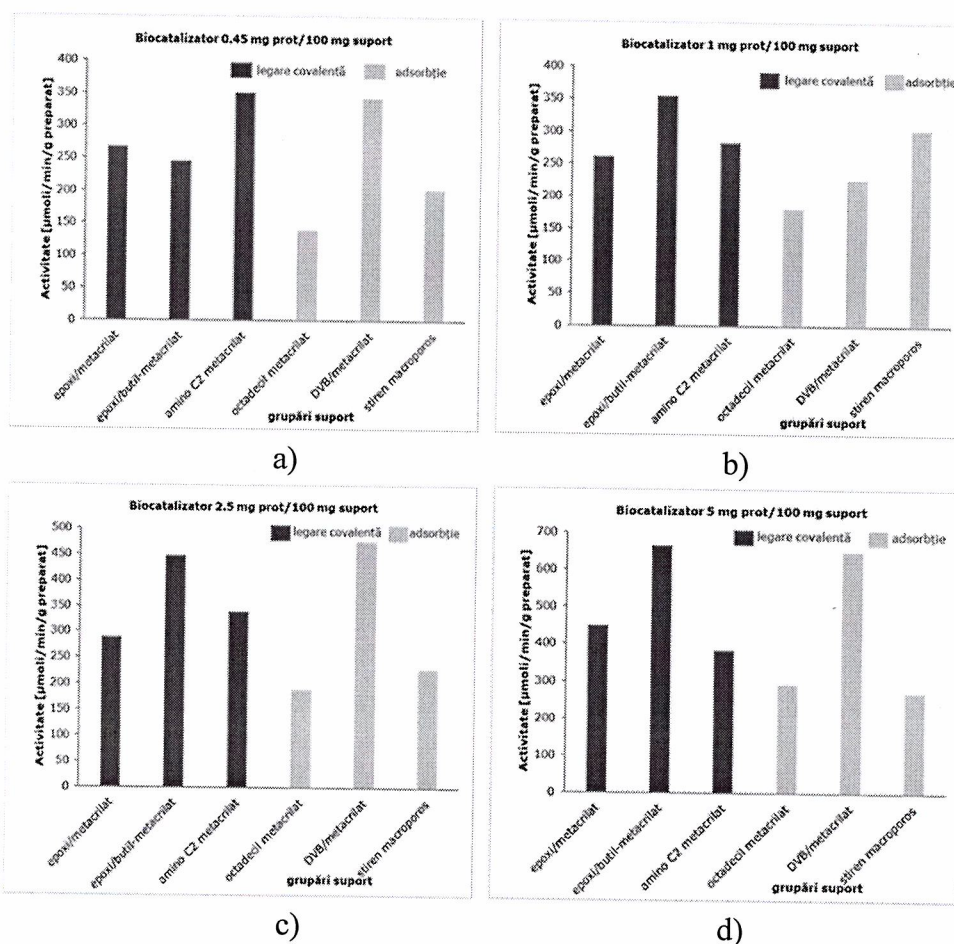 Biocatalizator 0.45 mg prot/100 mg suport
legare covalentă
adsorbție
Activitate [µmoli/min/g preparat]
400
350
300
250
200
150
100
50
0
epoxi/metacrilat
epoxi/butil-metacrilat
amino C2 metacrilat
octadecil metacrilat
DVB/metacrilat
stiren macroporos
grupări suport
a)
Biocatalizator 1 mg prot/100 mg suport
legare covalentă
adsorbție
Activitate [µmoli/min/g preparat]
400
350
300
250
200
150
100
50
0
epoxi/metacrilat
epoxi/butil-metacrilat
amino C2 metacrilat
octadecil metacrilat
DVB/metacrilat
stiren macroporos
grupări suport
b)
Biocatalizator 2.5 mg prot/100 mg suport
legare covalentă
adsorbție
Activitate [µmoli/min/g preparat]
500
450
400
350
300
250
200
150
100
50
0
epoxi/metacrilat
epoxi/butil-metacrilat
amino C2 metacrilat
octadecil metacrilat
DVB/metacrilat
stiren macroporos
grupări suport
c)
Biocatalizator 5 mg prot/100 mg suport
legare covalentă
adsorbție
Activitate [µmoli/min/g preparat]
700
600
500
400
300
200
100
0
epoxi/metacrilat
epoxi/butil-metacrilat
amino C2 metacrilat
octadecil metacrilat
DVB/metacrilat
stiren macroporos
grupări suport
d)